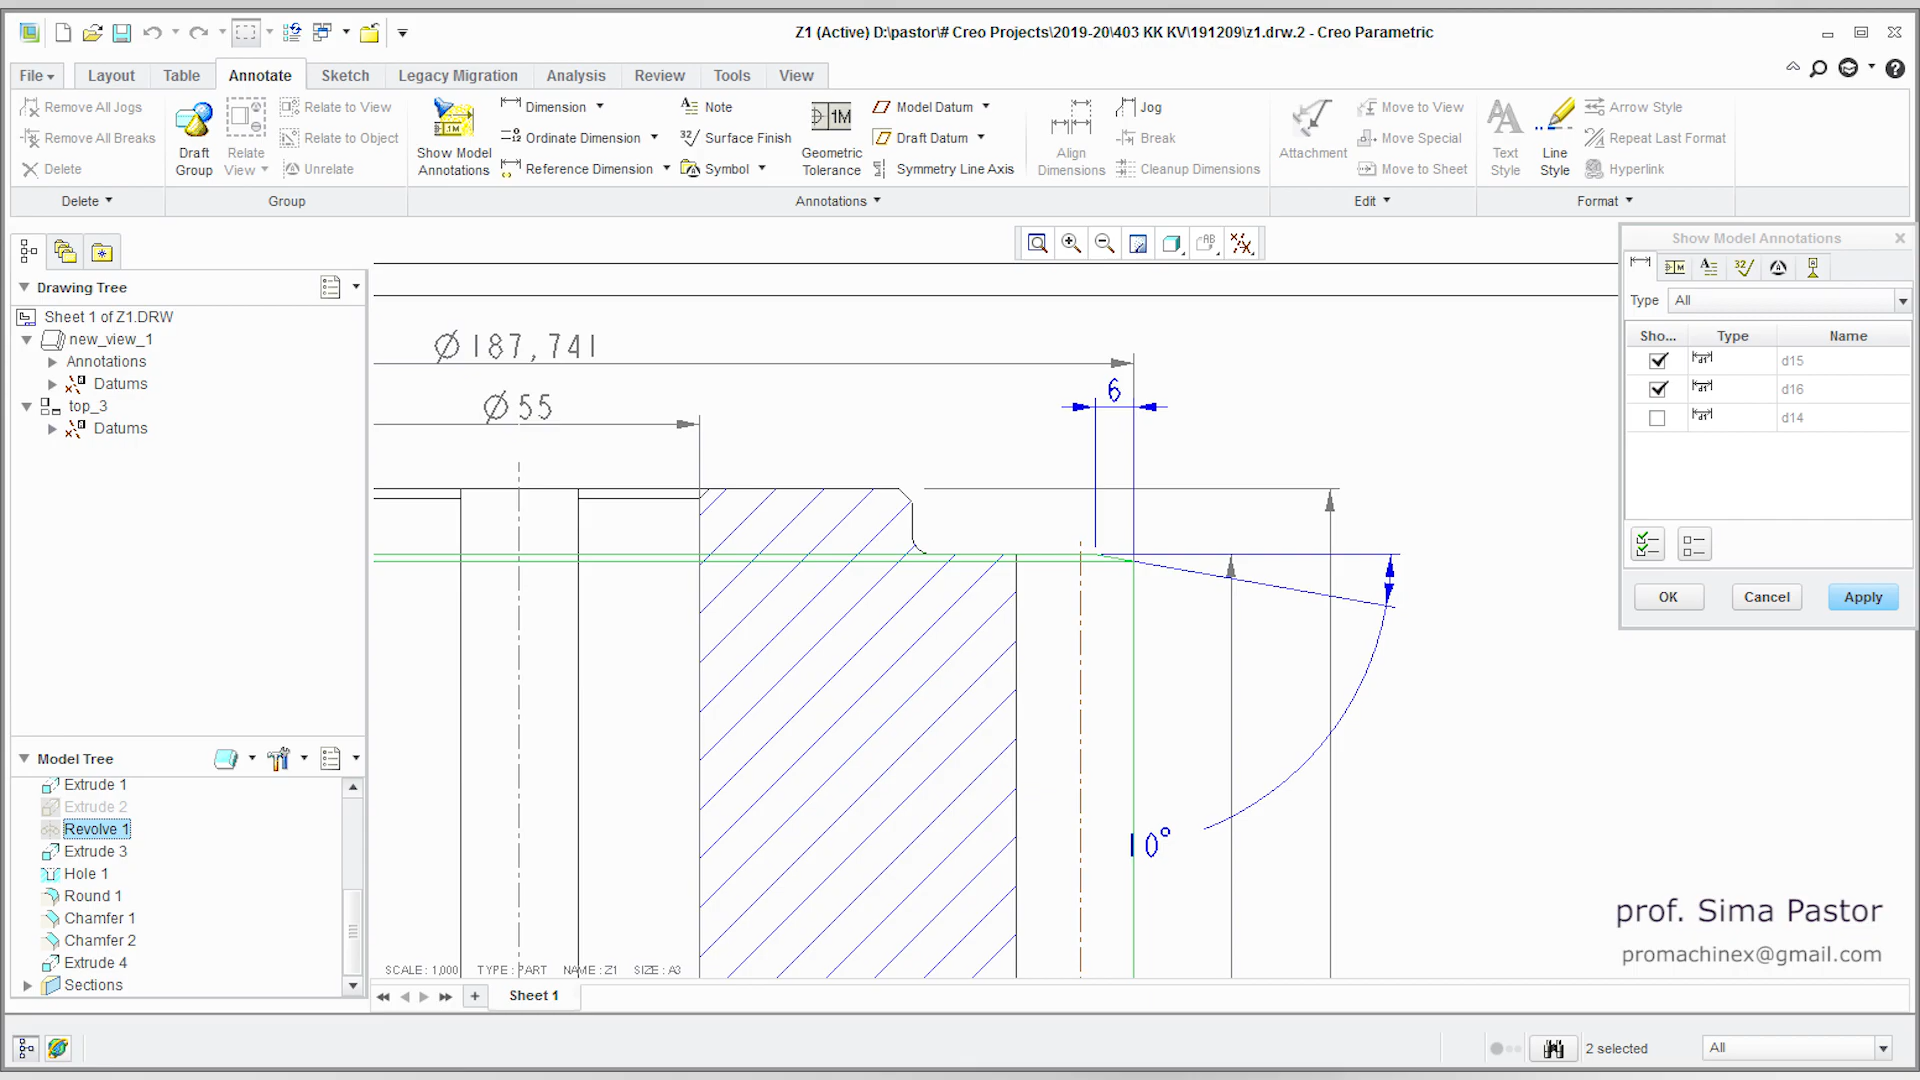 Z1 (Active) D:\pastor\# Creo Projects\2019-20\403 KK KV\191209\z1.drw.2 - Creo Parametric
File Layout Table Annotate Sketch Legacy Migration Analysis Review Tools View
Remove All Jogs
Remove All Breaks
Delete
Delete
Draft Group
Relate View
Relate to View
Relate to Object
Unrelate
Group
Show Model Annotations
Dimension
Ordinate Dimension
Reference Dimension
Note
Surface Finish
Symbol
Geometric Tolerance
Model Datum
Draft Datum
Symmetry Line Axis
Annotations
Align Dimensions
Jog
Break
Cleanup Dimensions
Attachment
Move to View
Move Special
Move to Sheet
Edit
Text Style
Line Style
Arrow Style
Repeat Last Format
Hyperlink
Format
Drawing Tree
Sheet 1 of Z1.DRW
new_view_1
Annotations
Datums
top_3
Datums
Model Tree
Extrude 1
Extrude 2
Revolve 1
Extrude 3
Hole 1
Round 1
Chamfer 1
Chamfer 2
Extrude 4
Sections
Ø187,741
Ø55
6
10°
SCALE : 1,000 TYPE : PART NAME : Z1 SIZE : A3
Sheet 1
Show Model Annotations
Type All
Sho... Type Name
d15
d16
d14
OK Cancel Apply
prof. Sima Pastor
promachinex@gmail.com
2 selected All